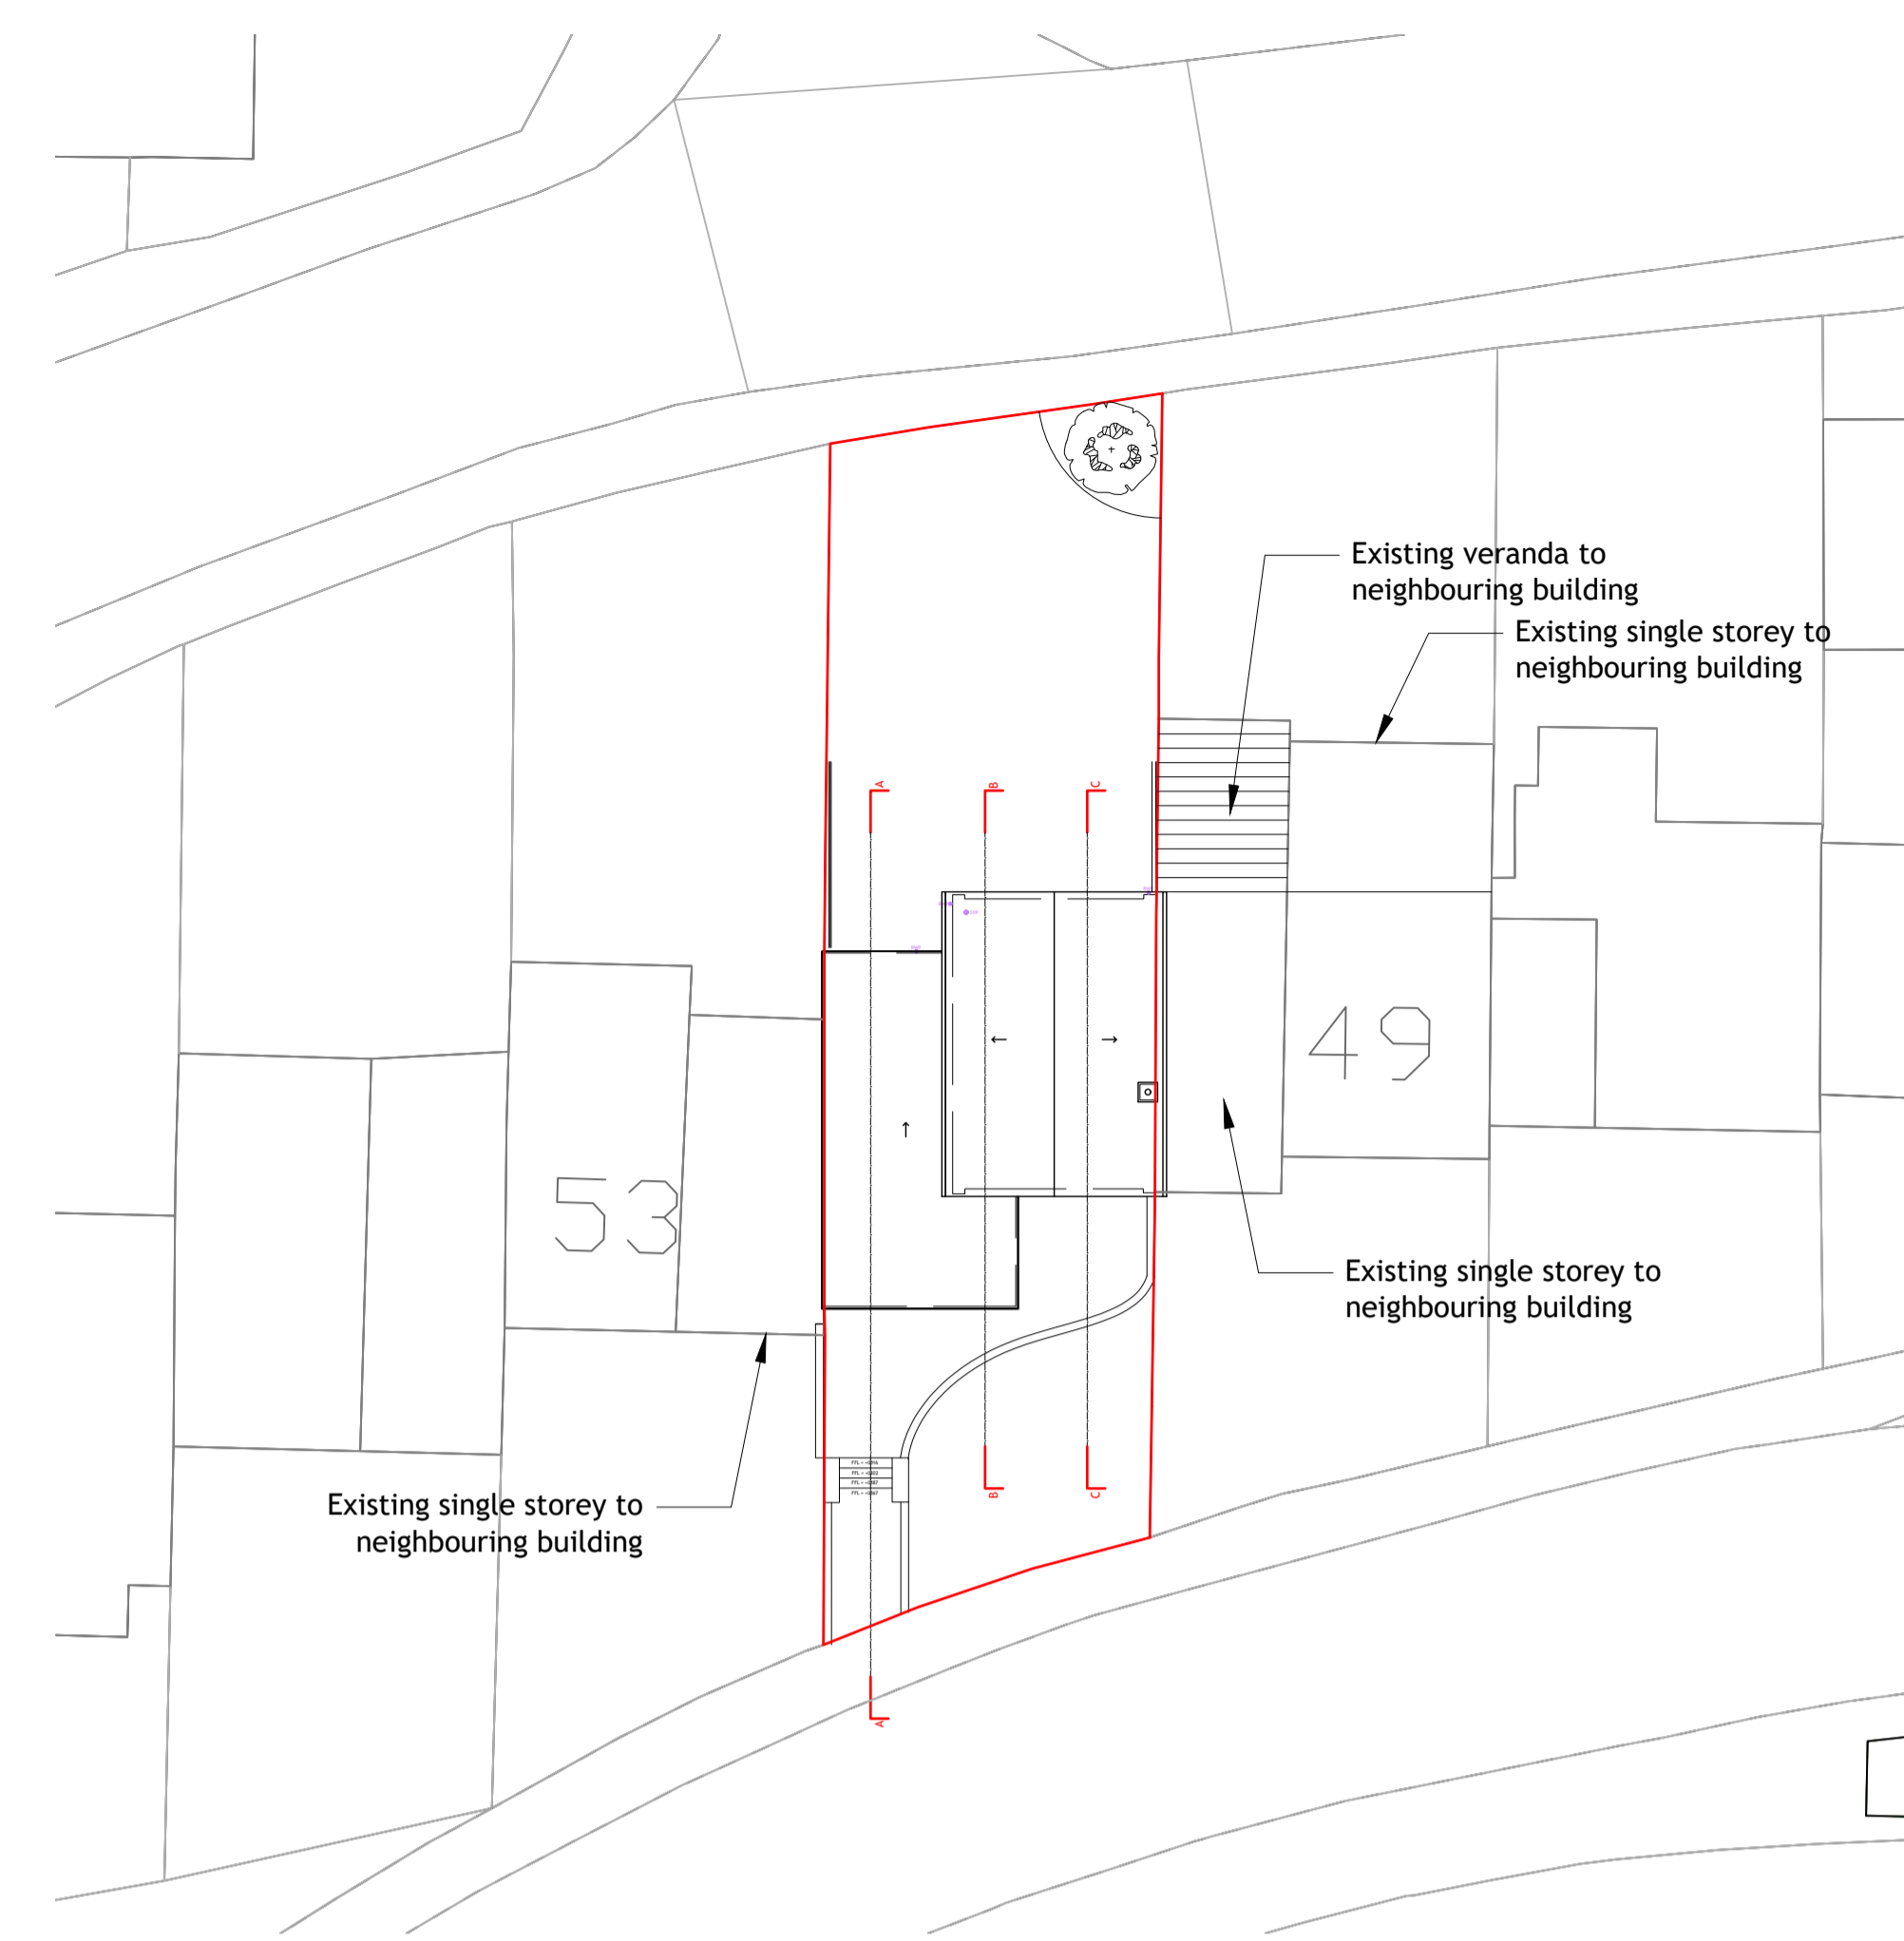 Existing veranda to
neighbouring building
Existing single storey to
neighbouring building
A
B
C
49
53
Existing single storey to
neighbouring building
Existing single storey to
neighbouring building
B
C
A